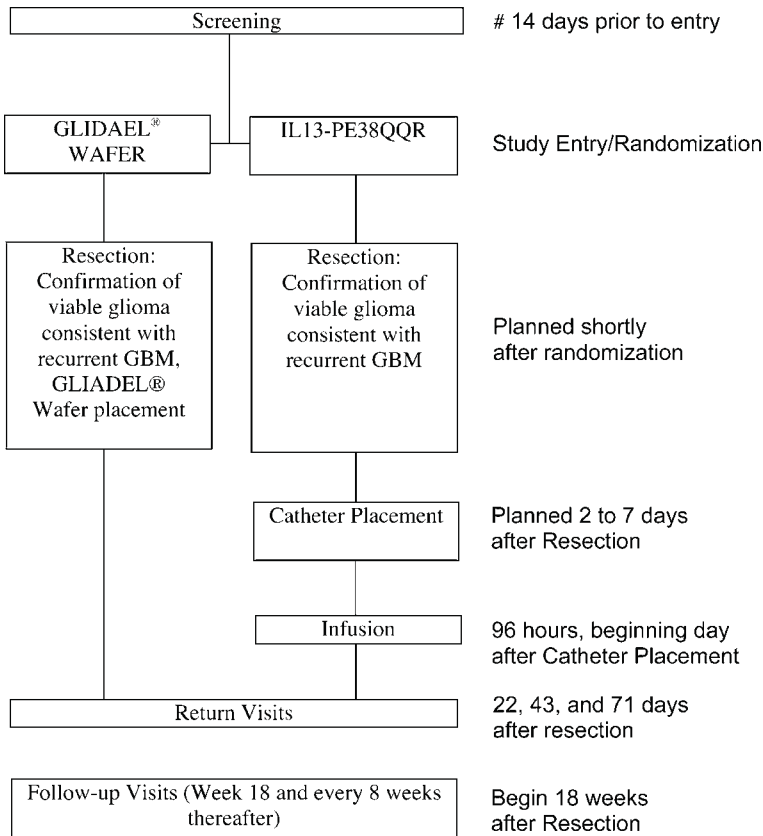 Screening
# 14 days prior to entry
GLIDAEL®
WAFER
IL13-PE38QQR
Study Entry/Randomization
Resection:
Confirmation of
viable glioma
consistent with
recurrent GBM,
GLIADEL®
Wafer placement
Resection:
Confirmation of
viable glioma
consistent with
recurrent GBM
Planned shortly
after randomization
Catheter Placement
Planned 2 to 7 days
after Resection
Infusion
96 hours, beginning day
after Catheter Placement
Return Visits
22, 43, and 71 days
after resection
Follow-up Visits (Week 18 and every 8 weeks
thereafter)
Begin 18 weeks
after Resection